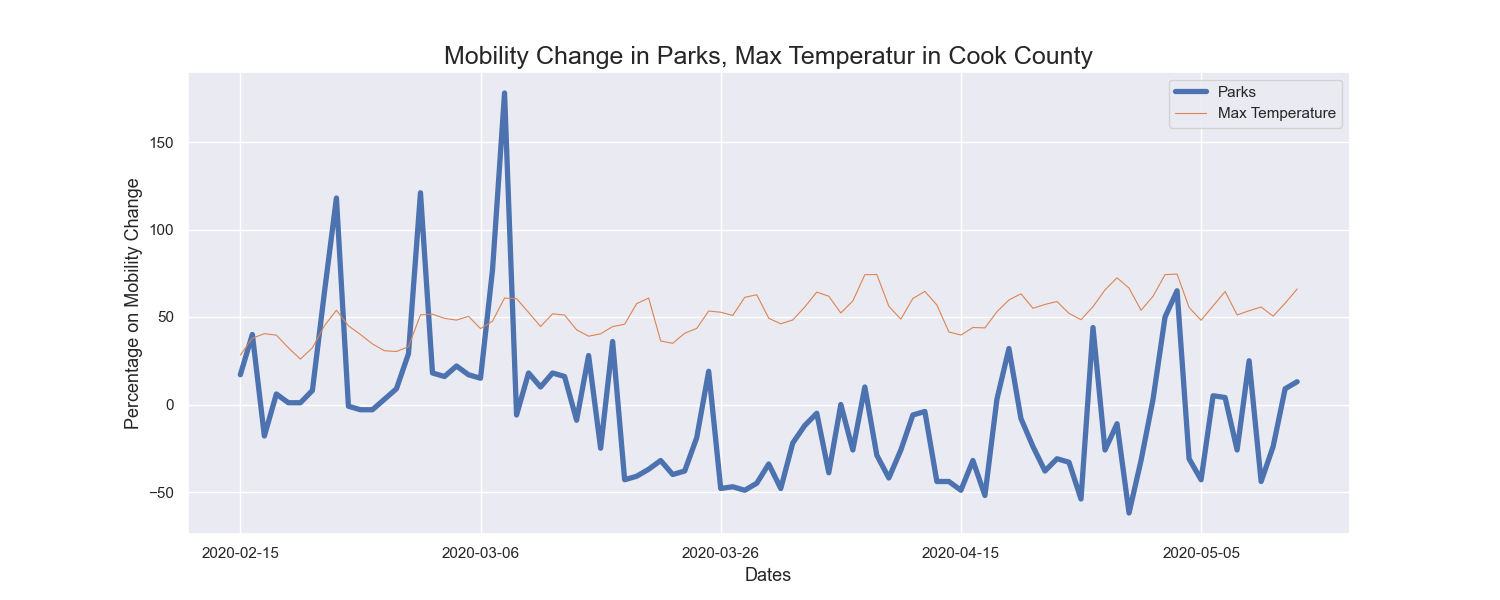 Mobility Change in Parks, Max Temperatur in Cook County
Parks
Max Temperature
Percentage on Mobility Change
150
100
50
0
−50
2020-02-15
2020-03-06
2020-03-26
2020-04-15
2020-05-05
Dates